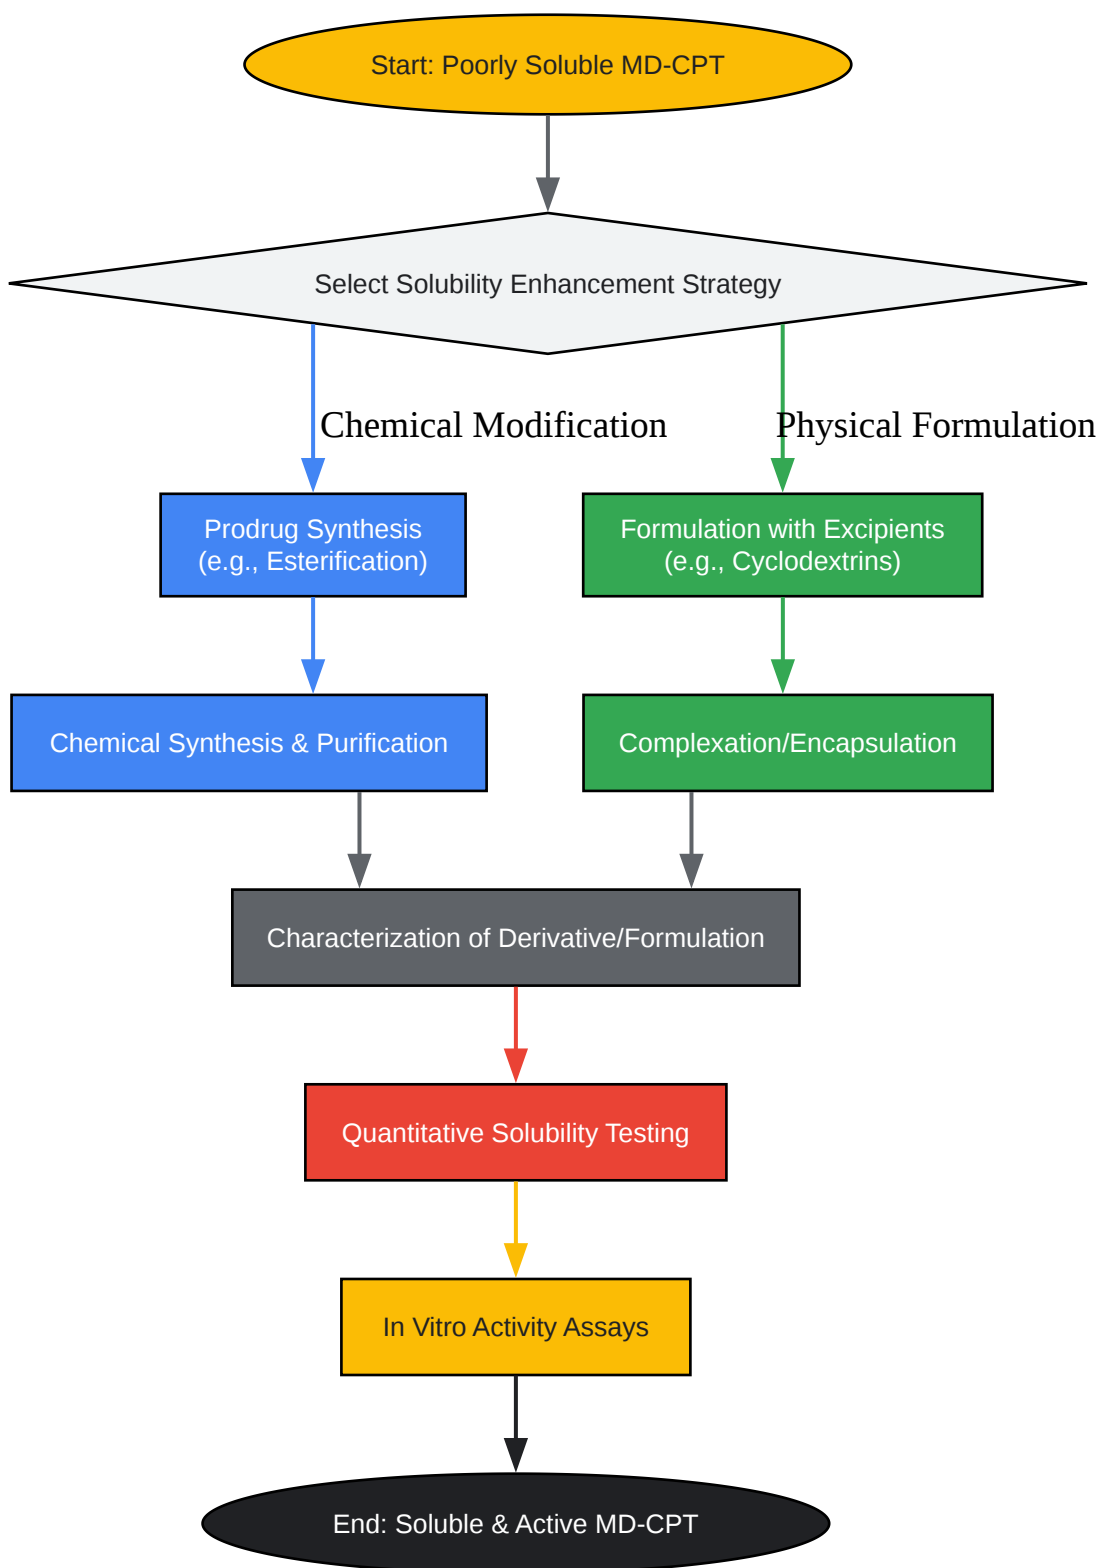 Start: Poorly Soluble MD-CPT
Select Solubility Enhancement Strategy
Chemical Modification
Physical Formulation
Prodrug Synthesis
(e.g., Esterification)
Formulation with Excipients
(e.g., Cyclodextrins)
Chemical Synthesis & Purification
Complexation/Encapsulation
Characterization of Derivative/Formulation
Quantitative Solubility Testing
In Vitro Activity Assays
End: Soluble & Active MD-CPT